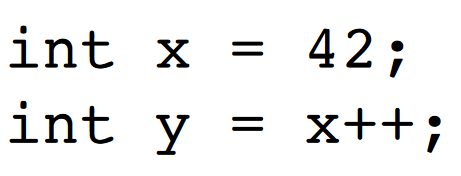 int x = 42;
int y = x++;